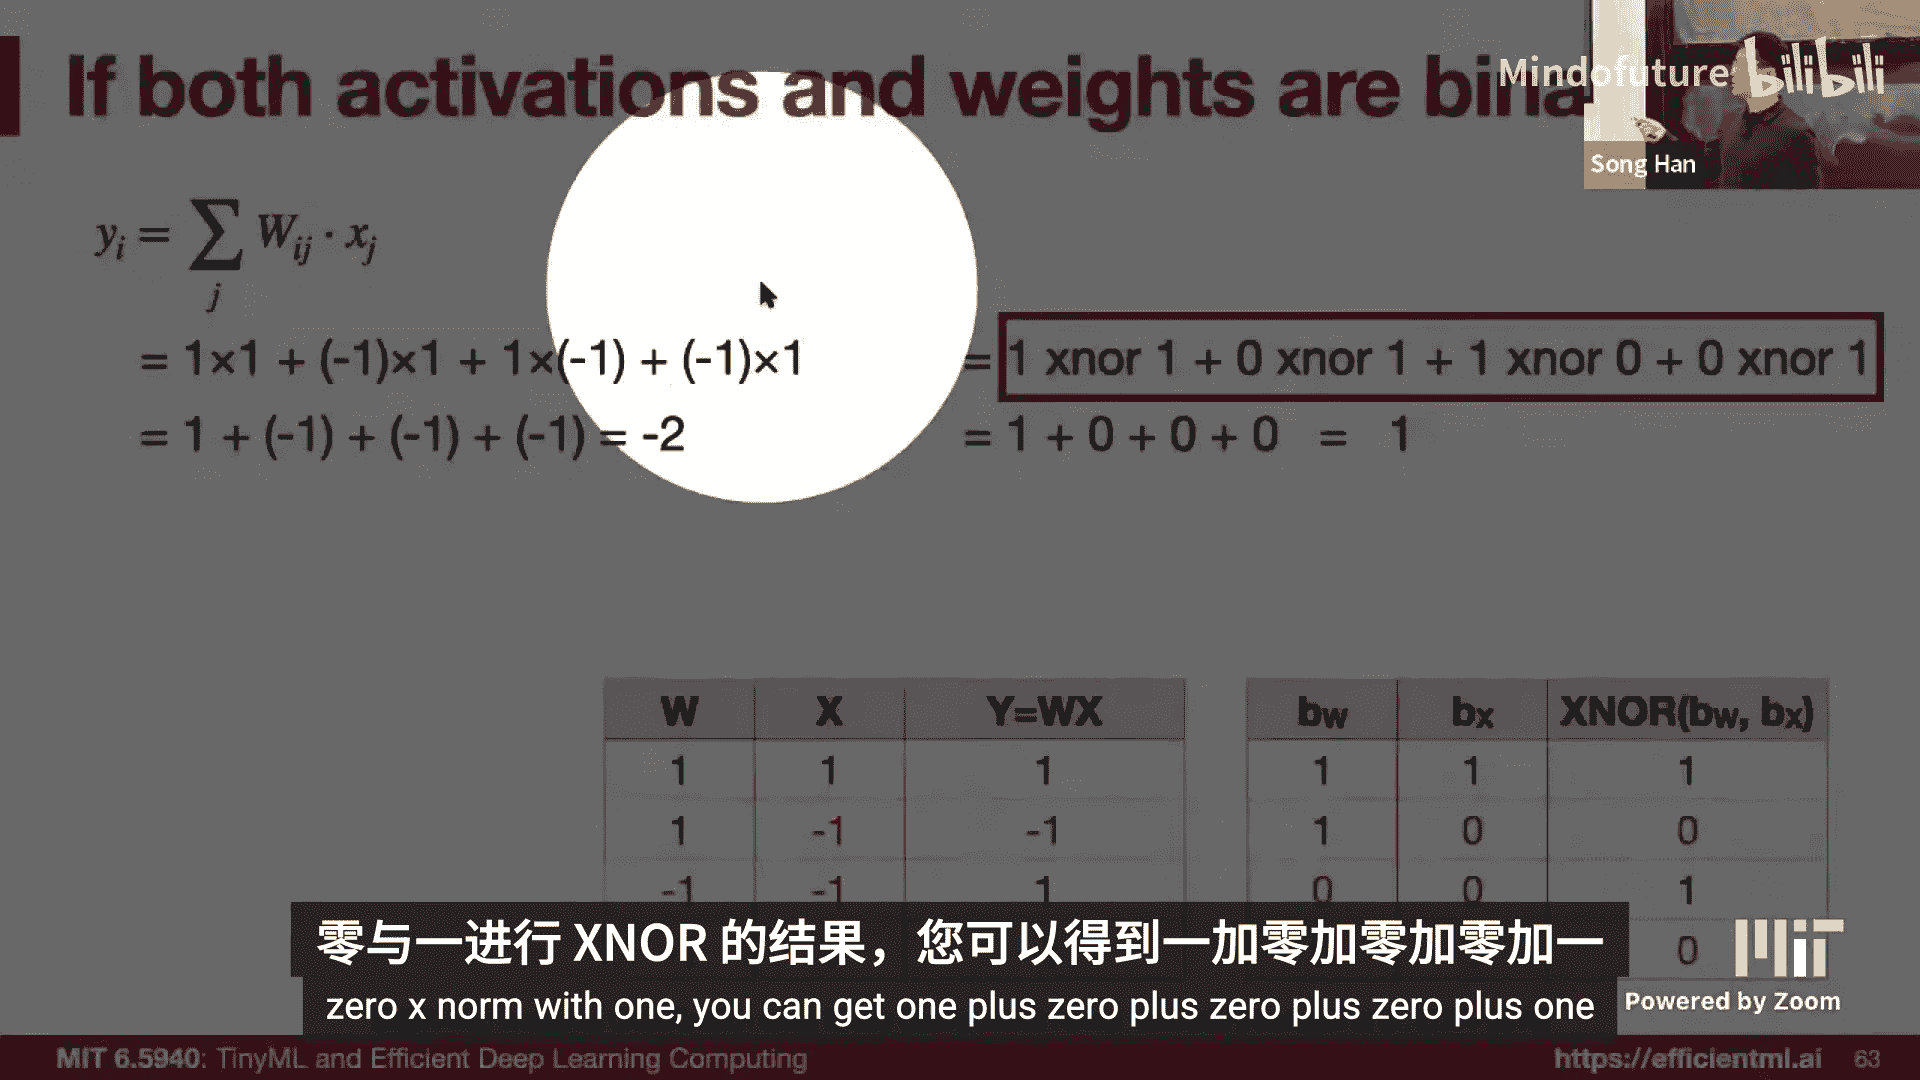 If both activations and weights are bina
Mindofuture bilibili
Song Han
yᵢ = ∑ Wᵢⱼ · xⱼ
j
= 1×1 + (-1)×1 + 1×(-1) + (-1)×1 = 1 xnor 1 + 0 xnor 1 + 1 xnor 0 + 0 xnor 1
= 1 + (-1) + (-1) + (-1) = -2 = 1 + 0 + 0 + 0 = 1
W X Y=WX bw bx XNOR(bw, bx)
1 1 1 1 1 1
1 -1 -1 1 0 0
-1 -1 1 0 0 1
0
零与一进行 XNOR 的结果，您可以得到一加零加零加零加一
zero x norm with one, you can get one plus zero plus zero plus zero plus one
MIT
Powered by Zoom
MIT 6.5940: TinyML and Efficient Deep Learning Computing https://efficientml.ai 63